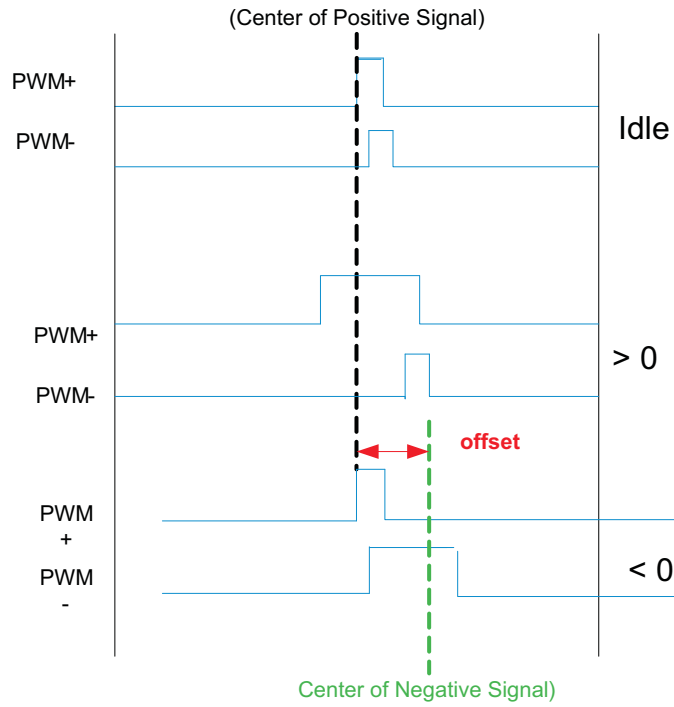 (Center of Positive Signal)
PWM+
Idle
PWM-
PWM+
> 0
PWM-
offset
PWM
+
PWM
-
< 0
Center of Negative Signal)